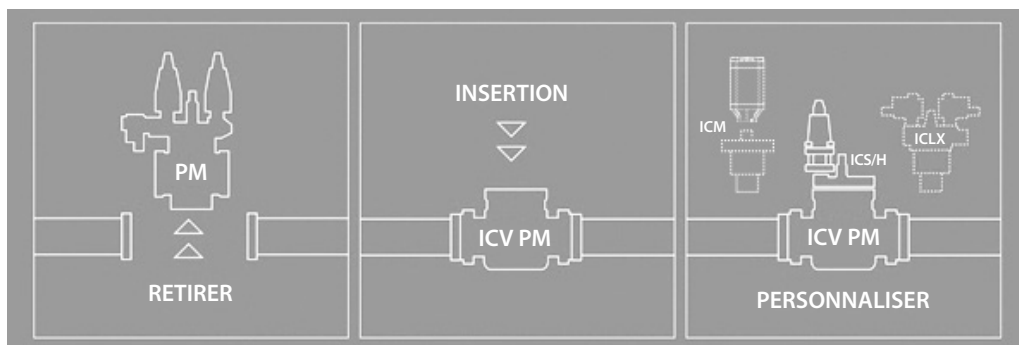 PM
RETIRER
INSERTION
ICV PM
ICM
ICS/H
ICLX
ICV PM
PERSONNALISER